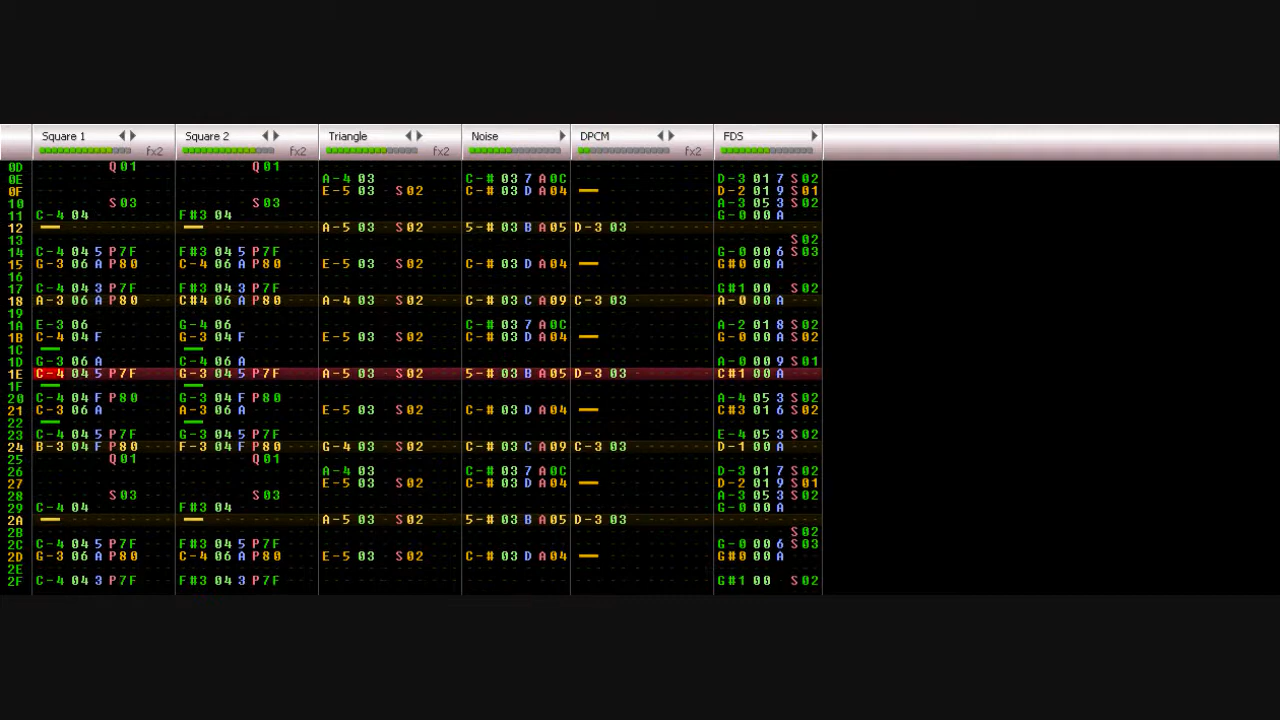 Square 1 Square 2 Triangle Noise DPCM FDS
fx2 fx2 fx2 fx2
0D Q01 Q01
0E A-4 03 C-# 03 7 A0C D-3 01 7 S02
0F E-5 03 S02 C-# 03 D A04 D-2 01 9 S01
10 S03 S03 A-3 05 3 S02
11 C-4 04 F#3 04 G-0 00 A
12 A-5 03 S02 5-# 03 B A05 D-3 03
13 S02
14 C-4 04 5 P7F F#3 04 5 P7F G-0 00 6 S03
15 G-3 06 A P80 C-4 06 A P80 E-5 03 S02 C-# 03 D A04 G#0 00 A
16
17 C-4 04 3 P7F F#3 04 3 P7F G#1 00 S02
18 A-3 06 A P80 C#4 06 A P80 A-4 03 S02 C-# 03 C A09 C-3 03 A-0 00 A
19
1A E-3 06 G-4 06 C-# 03 7 A0C A-2 01 8 S02
1B C-4 04 F G-3 04 F E-5 03 S02 C-# 03 D A04 G-0 00 A S02
1C
1D G-3 06 A C-4 06 A A-0 00 9 S01
1E C-4 04 5 P7F G-3 04 5 P7F A-5 03 S02 5-# 03 B A05 D-3 03 C#1 00 A
1F
20 C-4 04 F P80 G-3 04 F P80 A-4 05 3 S02
21 C-3 06 A A-3 06 A E-5 03 S02 C-# 03 D A04 C#3 01 6 S02
22
23 C-4 04 5 P7F G-3 04 5 P7F E-4 05 3 S02
24 B-3 04 F P80 F-3 04 F P80 G-4 03 S02 C-# 03 C A09 C-3 03 D-1 00 A
25 Q01 Q01
26 A-4 03 C-# 03 7 A0C D-3 01 7 S02
27 E-5 03 S02 C-# 03 D A04 D-2 01 9 S01
28 S03 S03 A-3 05 3 S02
29 C-4 04 F#3 04 G-0 00 A
2A A-5 03 S02 5-# 03 B A05 D-3 03
2B S02
2C C-4 04 5 P7F F#3 04 5 P7F G-0 00 6 S03
2D G-3 06 A P80 C-4 06 A P80 E-5 03 S02 C-# 03 D A04 G#0 00 A
2E
2F C-4 04 3 P7F F#3 04 3 P7F G#1 00 S02